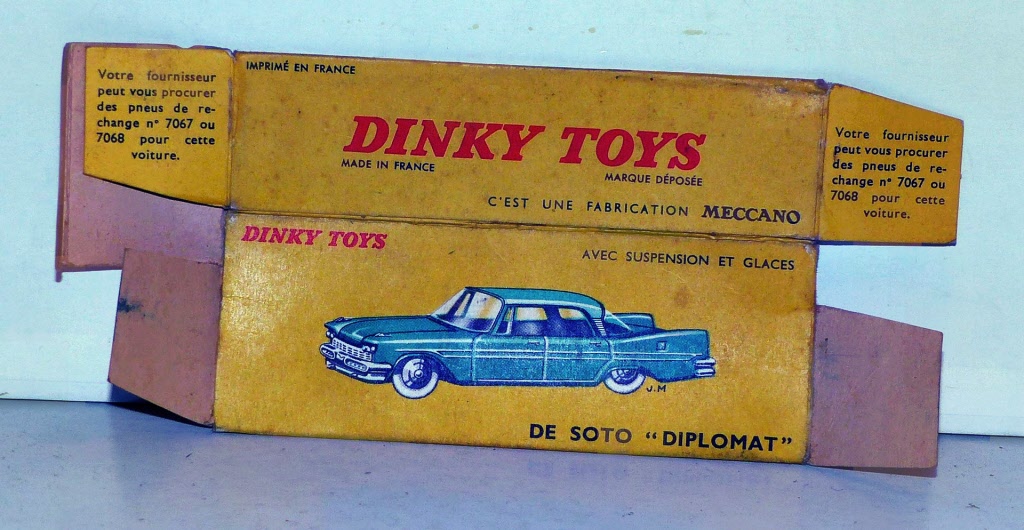 Votre fournisseur
peut vous procurer
des pneus de re-
change n° 7067 ou
7068 pour cette
voiture.
IMPRIMÉ EN FRANCE
DINKY TOYS
MADE IN FRANCE
MARQUE DÉPOSÉE
C'EST UNE FABRICATION MECCANO
Votre fournisseur
peut vous procurer
des pneus de re-
change n° 7067 ou
7068 pour cette
voiture.
DINKY TOYS
AVEC SUSPENSION ET GLACES
J.M
DE SOTO "DIPLOMAT"